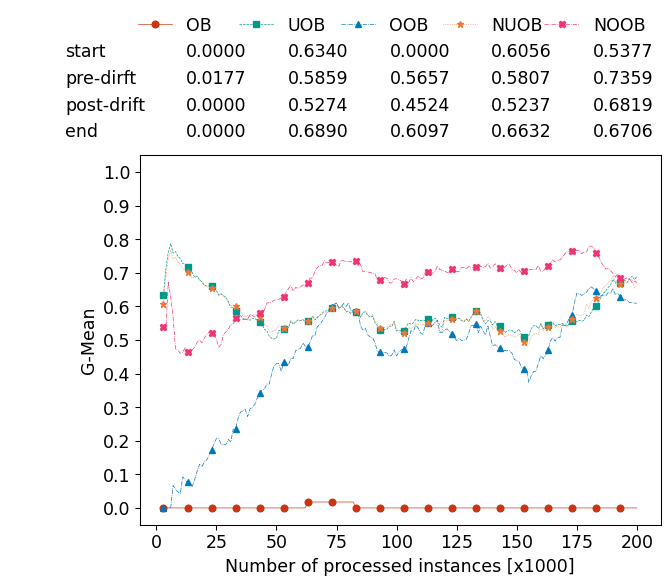 OB UOB OOB NUOB NOOB
start 0.0000 0.6340 0.0000 0.6056 0.5377
pre-dirft 0.0177 0.5859 0.5657 0.5807 0.7359
post-drift 0.0000 0.5274 0.4524 0.5237 0.6819
end 0.0000 0.6890 0.6097 0.6632 0.6706
1.0
0.9
0.8
0.7
0.6
0.5
0.4
0.3
0.2
0.1
0.0
G-Mean
0 25 50 75 100 125 150 175 200
Number of processed instances [x1000]